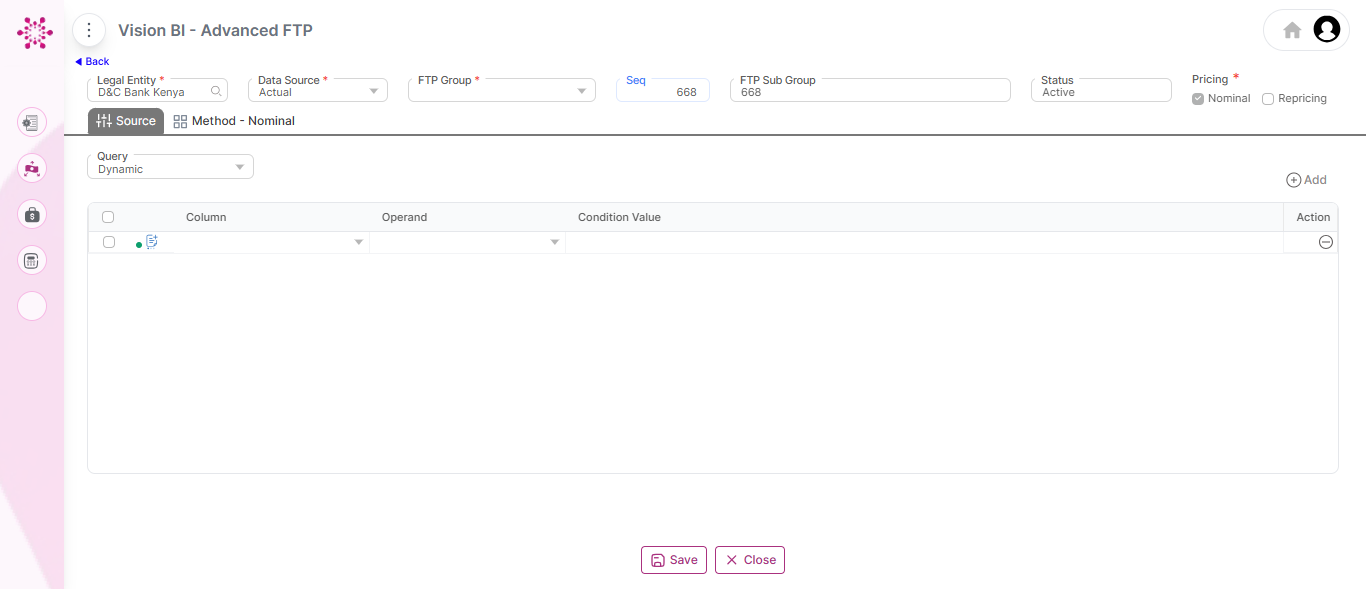 Vision BI - Advanced FTP
Back
Legal Entity * Data Source * FTP Group * Seq FTP Sub Group Status Pricing *
D&C Bank Kenya Actual 668 668 Active Nominal Repricing
Source Method - Nominal
Query
Dynamic
Add
Column Operand Condition Value Action
Save Close